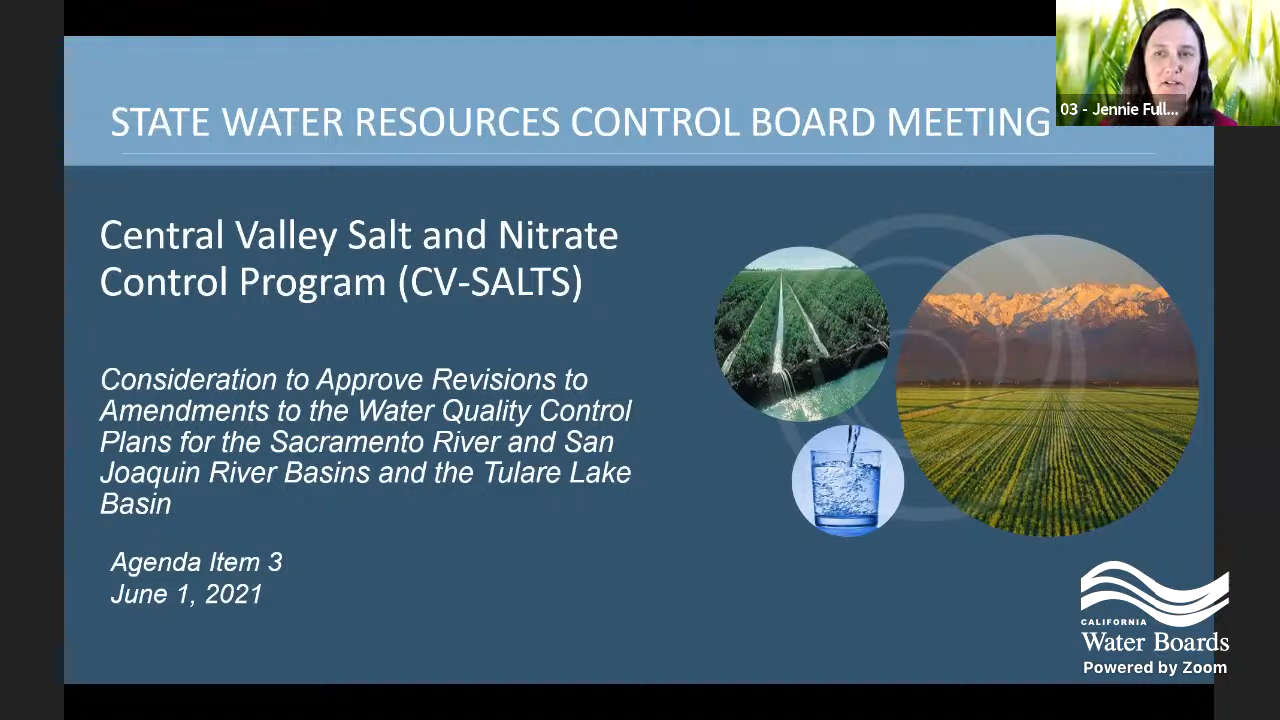 STATE WATER RESOURCES CONTROL BOARD MEETING
03 - Jennie Full...
Central Valley Salt and Nitrate
Control Program (CV-SALTS)
Consideration to Approve Revisions to
Amendments to the Water Quality Control
Plans for the Sacramento River and San
Joaquin River Basins and the Tulare Lake
Basin
Agenda Item 3
June 1, 2021
CALIFORNIA
Water Boards
Powered by Zoom